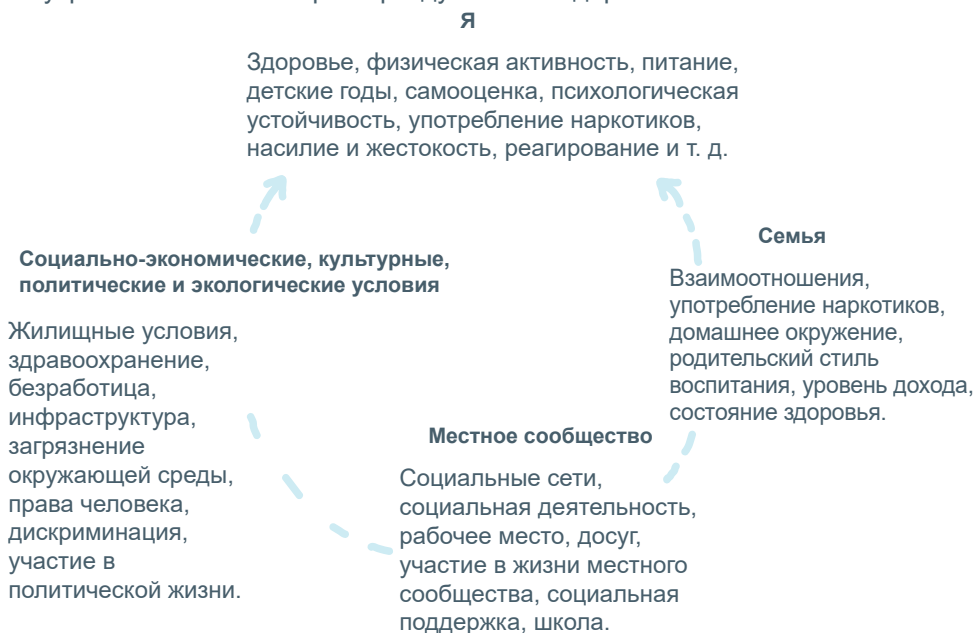 Я
Здоровье, физическая активность, питание,
детские годы, самооценка, психологическая
устойчивость, употребление наркотиков,
насилие и жестокость, реагирование и т. д.
Семья
Взаимоотношения,
употребление наркотиков,
домашнее окружение,
родительский стиль
воспитания, уровень дохода,
состояние здоровья.
Социально-экономические, культурные,
политические и экологические условия
Жилищные условия,
здравоохранение,
безработица,
инфраструктура,
загрязнение
окружающей среды,
права человека,
дискриминация,
участие в
политической жизни.
Местное сообщество
Социальные сети,
социальная деятельность,
рабочее место, досуг,
участие в жизни местного
сообщества, социальная
поддержка, школа.